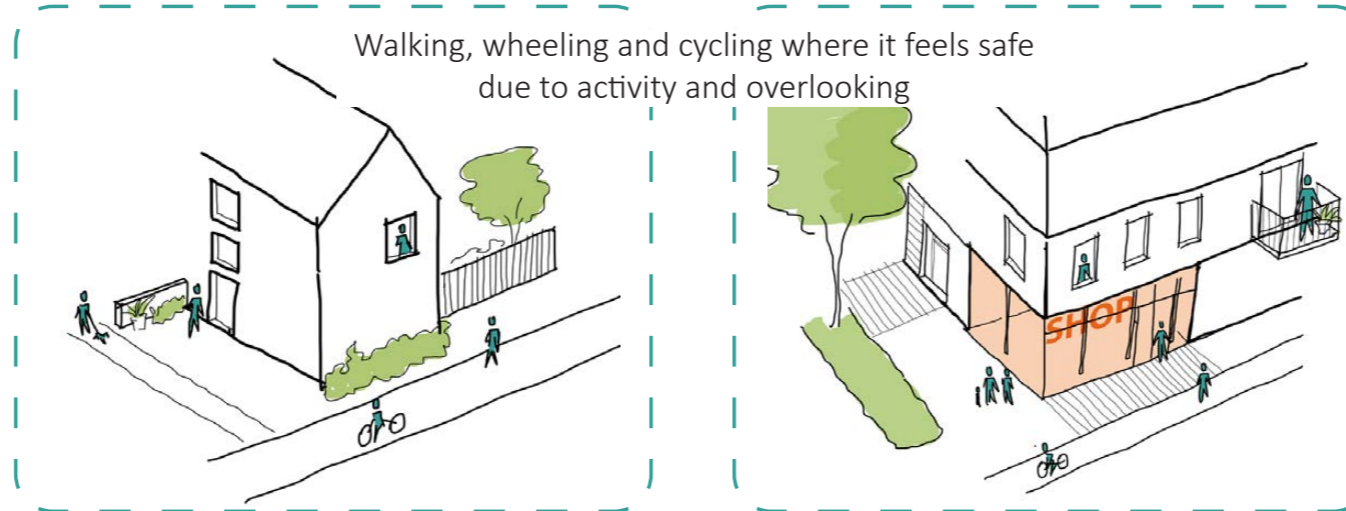 Walking, wheeling and cycling where it feels safe
due to activity and overlooking
SHOP